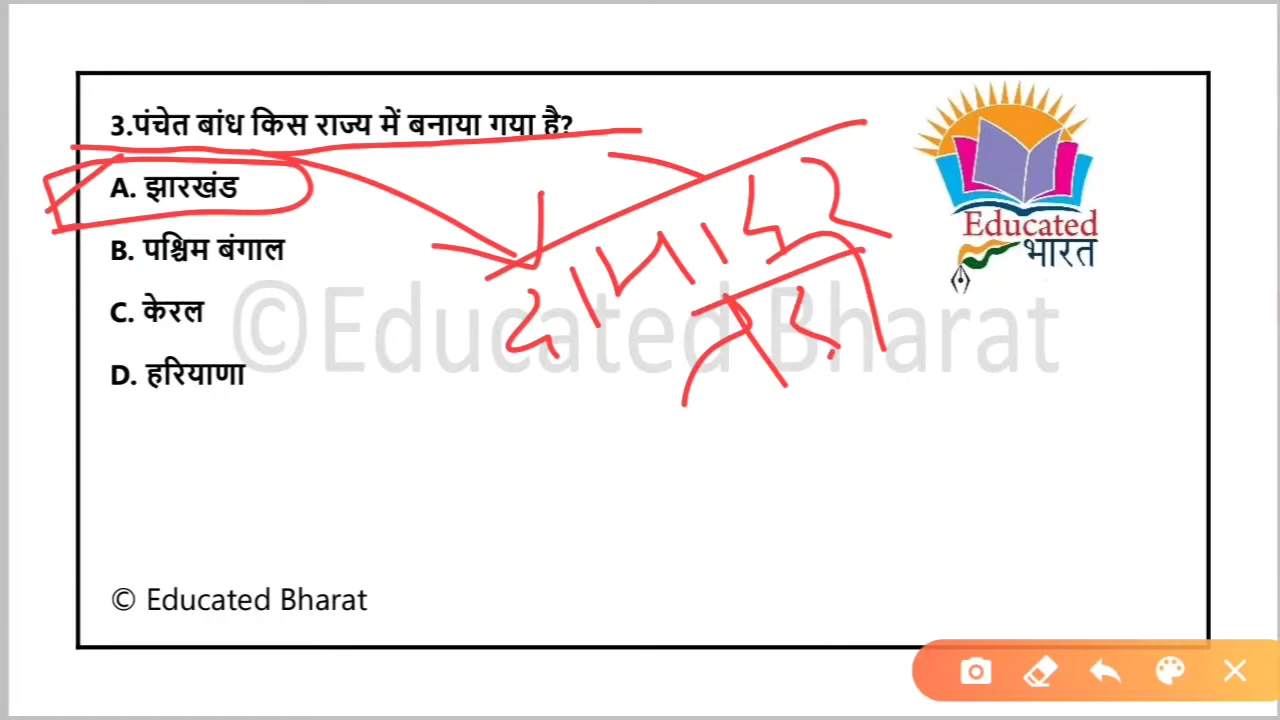 3.पंचेत बांध किस राज्य में बनाया गया है?
A. झारखंड
B. पश्चिम बंगाल
C. केरल
D. हरियाणा
Educated
भारत
©Educated Bharat
© Educated Bharat